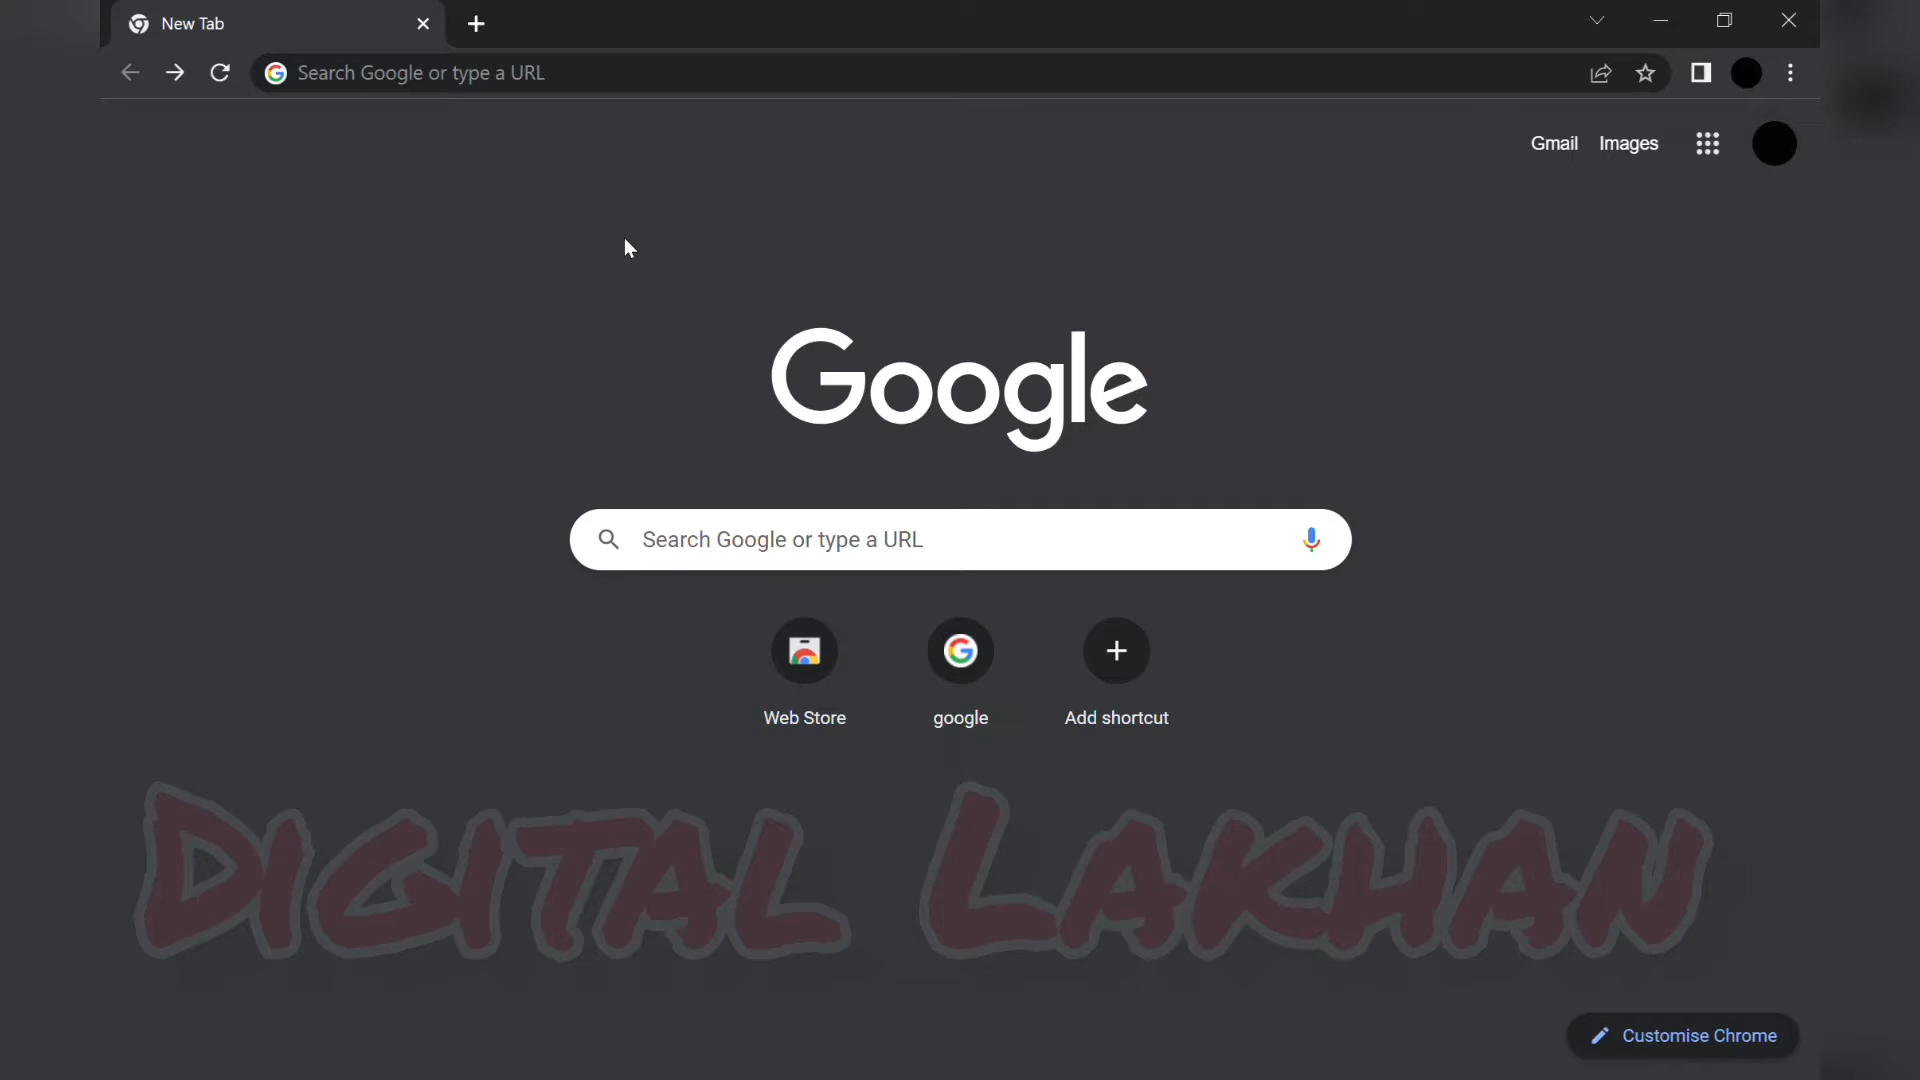 New Tab
Search Google or type a URL
Gmail Images
Google
Search Google or type a URL
Web Store google Add shortcut
DIGITAL LAKHAN
Customise Chrome